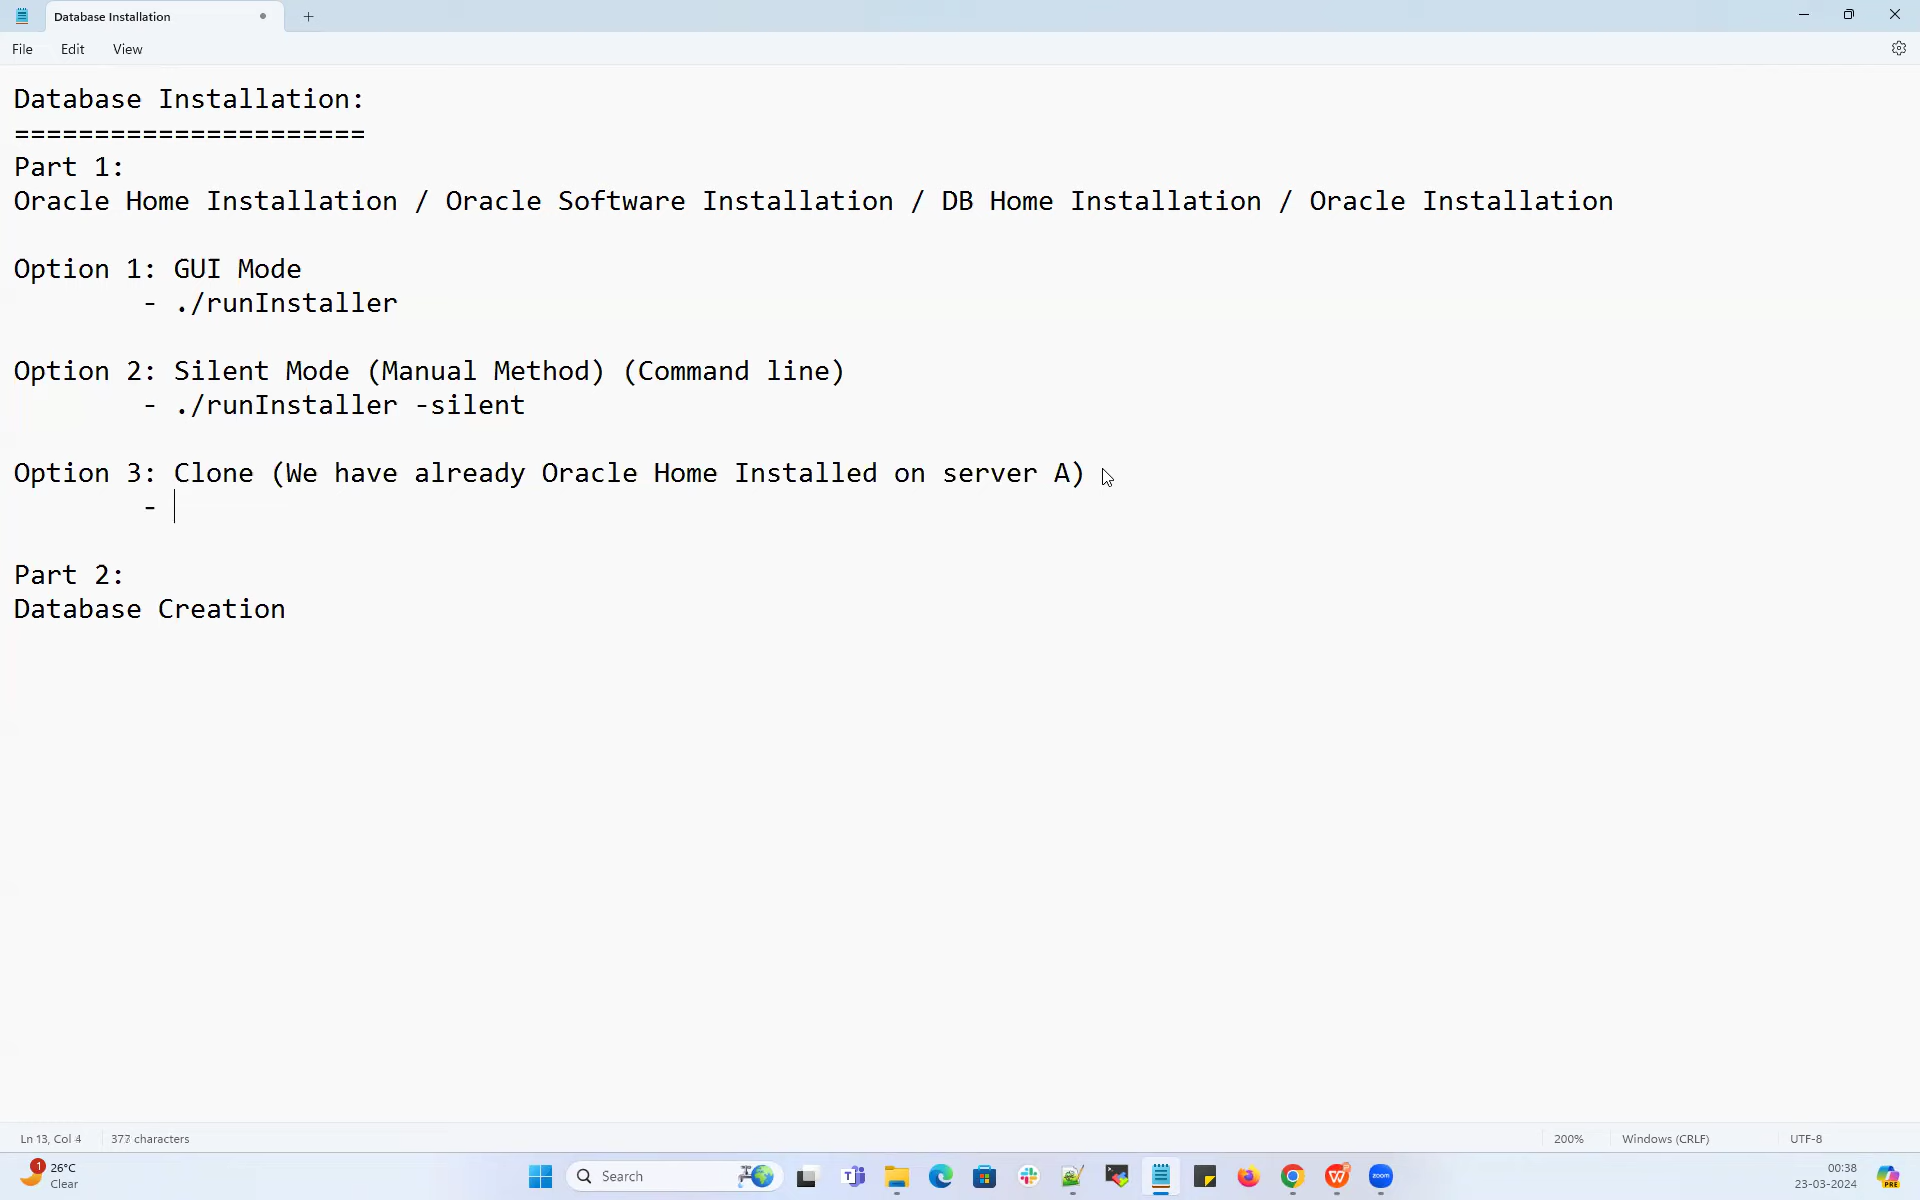 Database Installation
File Edit View
Database Installation:
======================
Part 1:
Oracle Home Installation / Oracle Software Installation / DB Home Installation / Oracle Installation
Option 1: GUI Mode
- ./runInstaller
Option 2: Silent Mode (Manual Method) (Command line)
- ./runInstaller -silent
Option 3: Clone (We have already Oracle Home Installed on server A)
-
Part 2:
Database Creation
Ln 13, Col 4 377 characters 200% Windows (CRLF) UTF-8
1 26°C
Clear
Search
zoom
00:38
23-03-2024
PRE